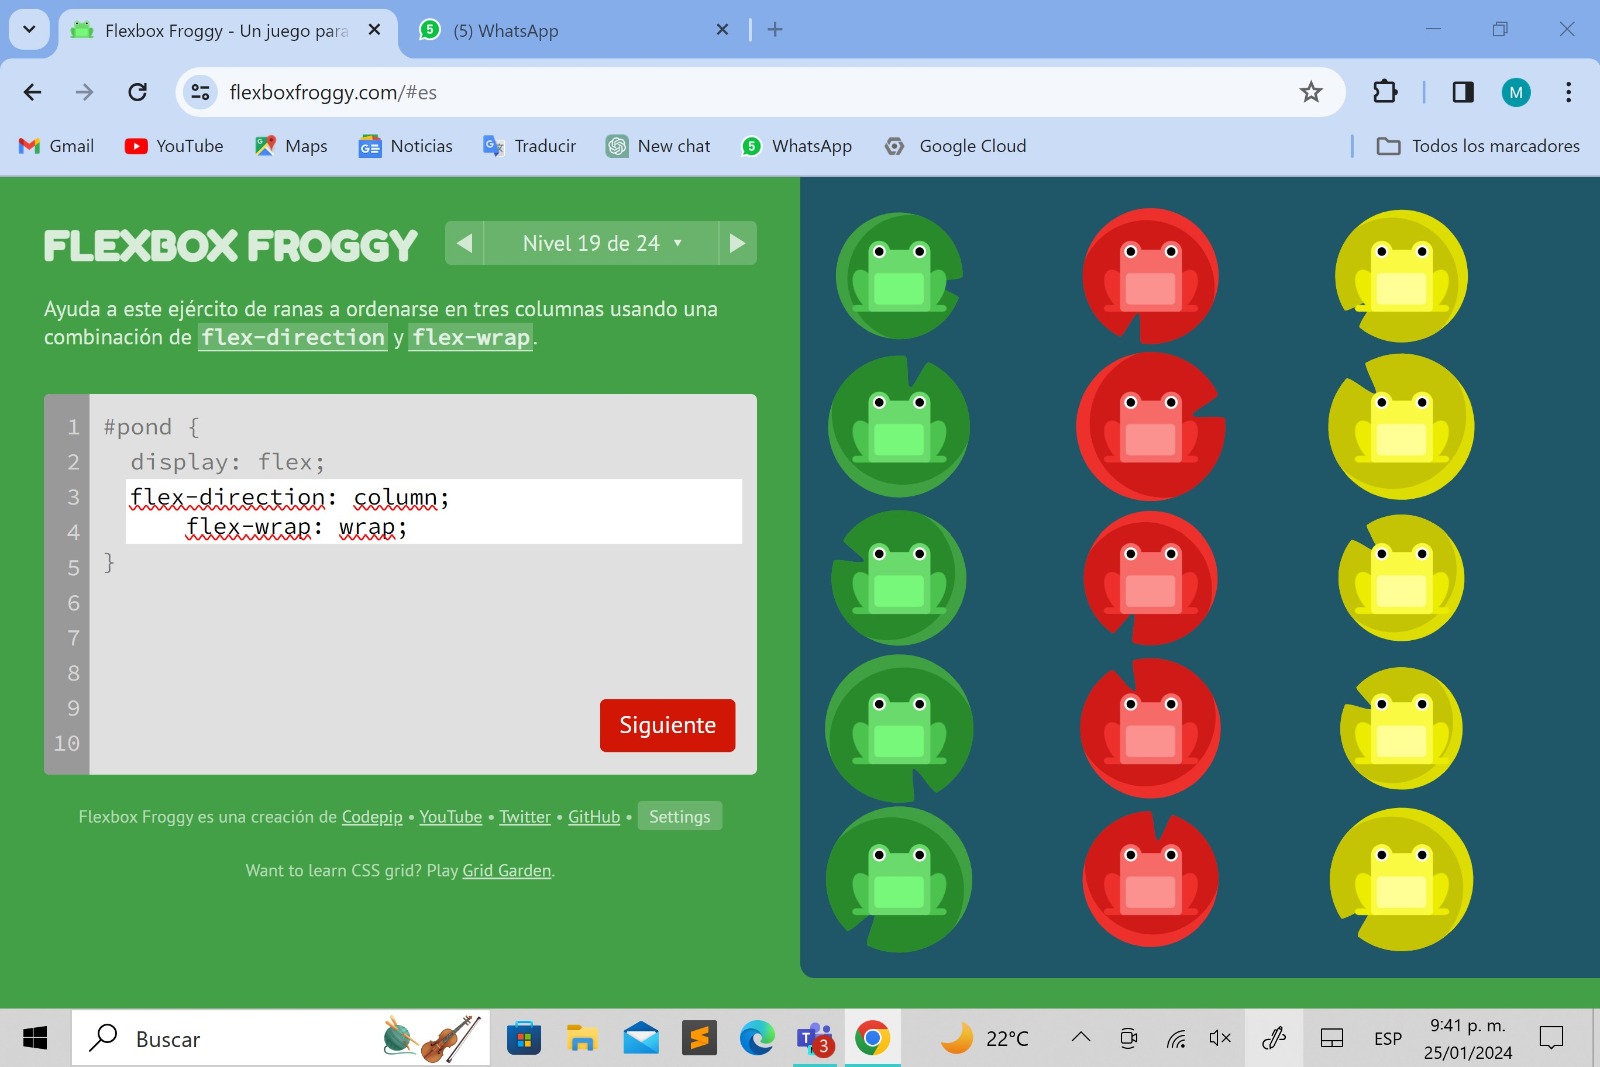 Flexbox Froggy - Un juego para
5 (5) WhatsApp
flexboxfroggy.com/#es
M
Gmail YouTube Maps Noticias Traducir New chat 5 WhatsApp Google Cloud Todos los marcadores
FLEXBOX FROGGY
Nivel 19 de 24
Ayuda a este ejército de ranas a ordenarse en tres columnas usando una
combinación de flex-direction y flex-wrap.
1 #pond {
2 display: flex;
3 flex-direction: column;
4 flex-wrap: wrap;
5 }
6
7
8
9
10
Siguiente
Flexbox Froggy es una creación de Codepip • YouTube • Twitter • GitHub • Settings
Want to learn CSS grid? Play Grid Garden.
Buscar
3
22°C
ESP
9:41 p. m.
25/01/2024